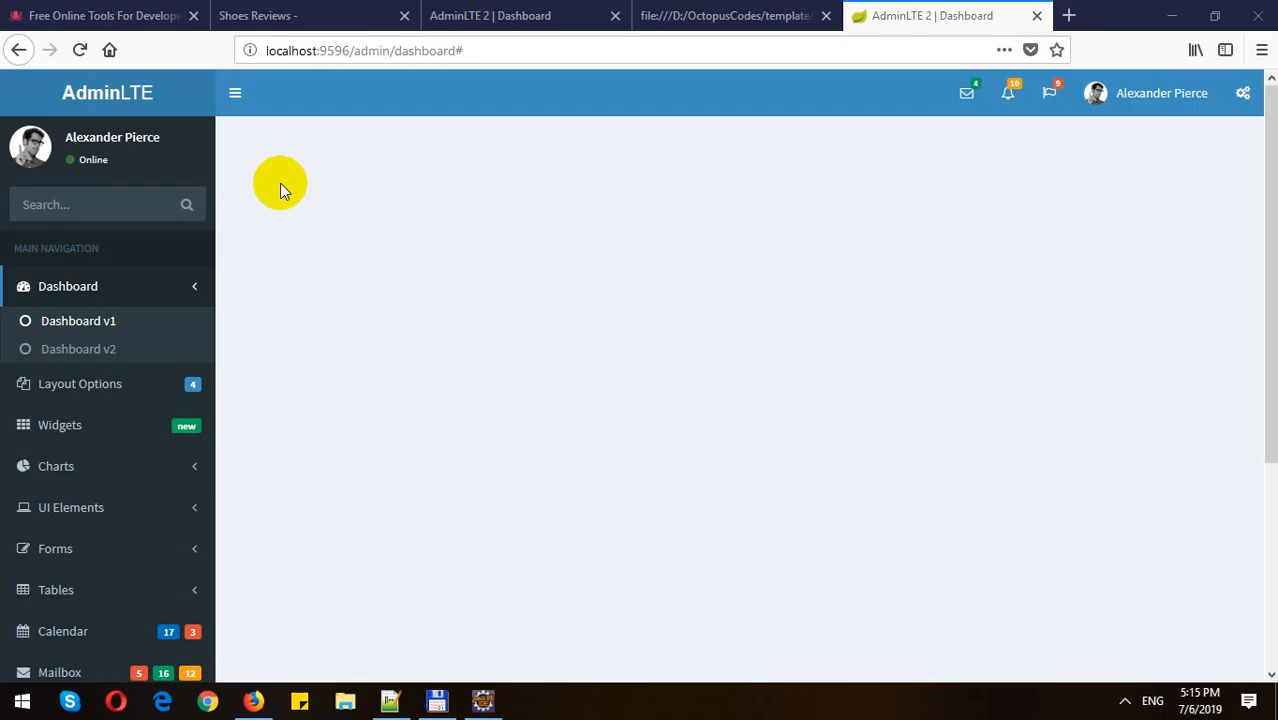 Free Online Tools For Develope
Shoes Reviews -
AdminLTE 2 | Dashboard
file:///D:/OctopusCodes/template/
AdminLTE 2 | Dashboard
localhost:9596/admin/dashboard#
AdminLTE
4
10
9
Alexander Pierce
Alexander Pierce
Online
Search...
MAIN NAVIGATION
Dashboard
Dashboard v1
Dashboard v2
Layout Options 4
Widgets new
Charts
UI Elements
Forms
Tables
Calendar 17 3
Mailbox 5 16 12
ENG
5:15 PM
7/6/2019